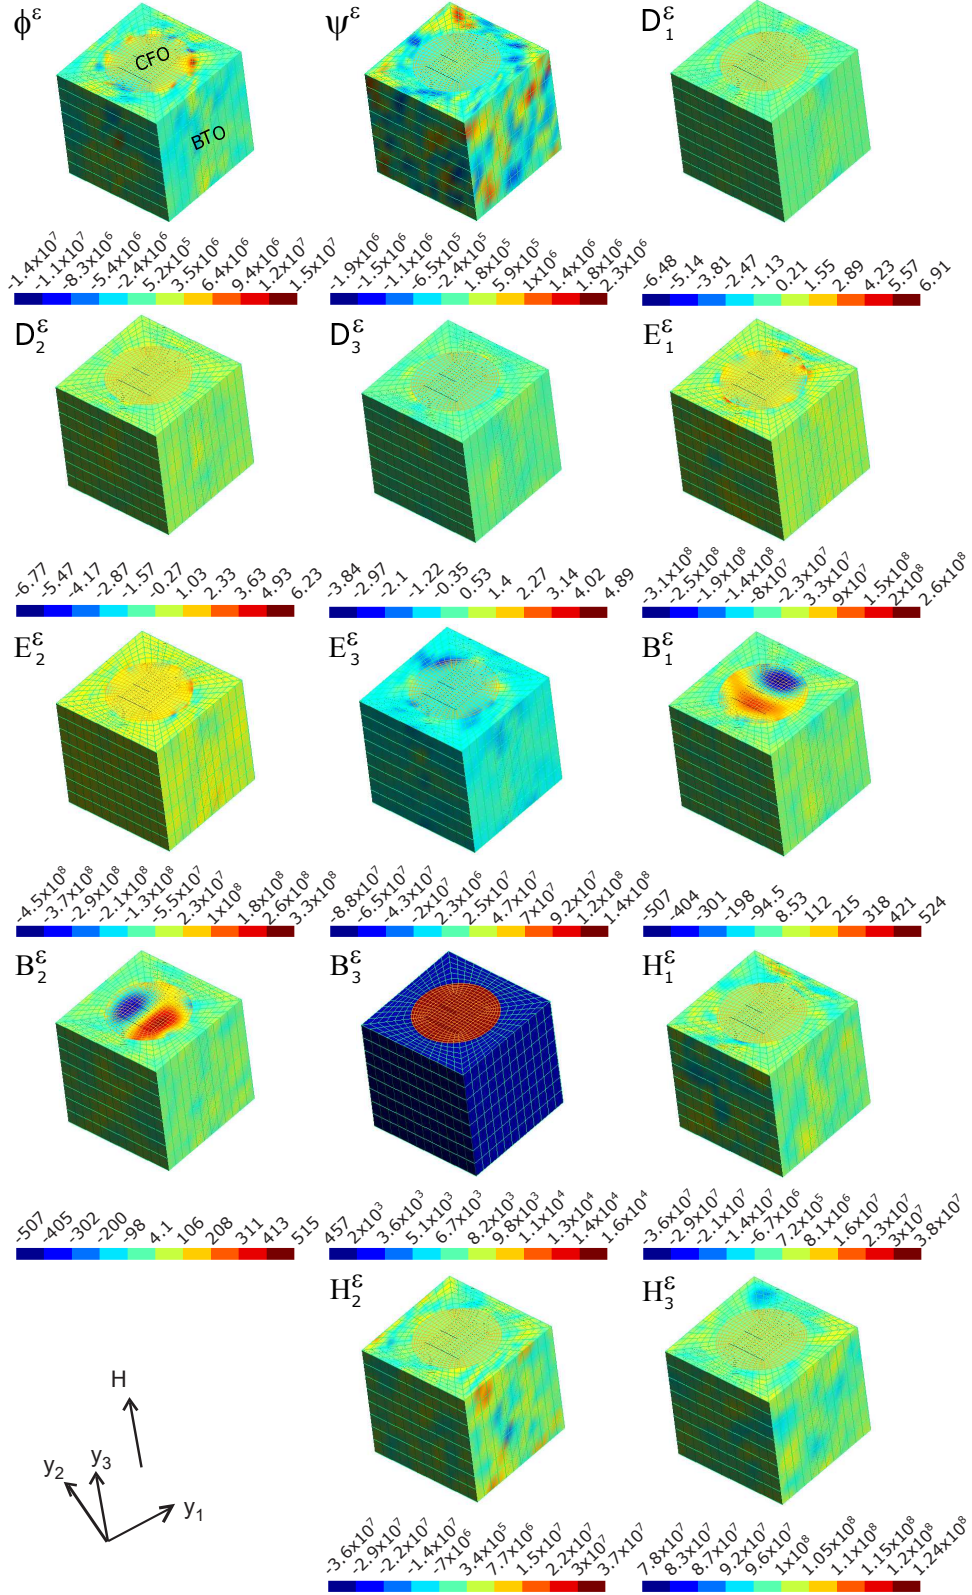 ϕ^ε
CFO
BTO
-1.4x10^7 -1.1x10^7 -8.3x10^6 -5.4x10^6 -2.4x10^6 5.2x10^5 3.5x10^6 6.4x10^6 9.4x10^6 1.2x10^7 1.5x10^7
ψ^ε
-1.9x10^6 -1.5x10^6 -1.1x10^6 -6.5x10^5 -2.4x10^5 1.8x10^5 5.9x10^5 1x10^6 1.4x10^6 1.8x10^6 2.3x10^6
D_1^ε
-6.48 -5.14 -3.81 -2.47 -1.13 0.21 1.55 2.89 4.23 5.57 6.91
D_2^ε
-6.77 -5.47 -4.17 -2.87 -1.57 -0.27 1.03 2.33 3.63 4.93 6.23
D_3^ε
-3.84 -2.97 -2.1 -1.22 -0.35 0.53 1.4 2.27 3.14 4.02 4.89
E_1^ε
-3.1x10^8 -2.5x10^8 -1.9x10^8 -1.4x10^8 -8x10^7 -2.3x10^7 3.3x10^7 9x10^7 1.5x10^8 2x10^8 2.6x10^8
E_2^ε
-4.5x10^8 -3.7x10^8 -2.9x10^8 -2.1x10^8 -1.3x10^8 -5.5x10^7 2.3x10^7 1x10^8 1.8x10^8 2.6x10^8 3.3x10^8
E_3^ε
-8.8x10^7 -6.5x10^7 -4.3x10^7 -2x10^7 2.3x10^6 2.5x10^7 4.7x10^7 7x10^7 9.2x10^7 1.2x10^8 1.4x10^8
B_1^ε
-507 -404 -301 -198 -94.5 8.53 112 215 318 421 524
B_2^ε
-507 -405 -302 -200 -98 4.1 106 208 311 413 515
B_3^ε
457 2x10^3 3.6x10^3 5.1x10^3 6.7x10^3 8.2x10^3 9.8x10^3 1.1x10^4 1.3x10^4 1.4x10^4 1.6x10^4
H_1^ε
-3.6x10^7 -2.9x10^7 -2.1x10^7 -1.4x10^7 -6.7x10^6 7.2x10^5 8.1x10^6 1.6x10^7 2.3x10^7 3x10^7 3.8x10^7
H
y_2
y_3
y_1
H_2^ε
-3.6x10^7 -2.9x10^7 -2.2x10^7 -1.4x10^7 -7x10^6 3.4x10^5 7.7x10^6 1.5x10^7 2.2x10^7 3x10^7 3.7x10^7
H_3^ε
7.8x10^7 8.3x10^7 8.7x10^7 9.2x10^7 9.6x10^7 1x10^8 1.05x10^8 1.1x10^8 1.15x10^8 1.2x10^8 1.24x10^8